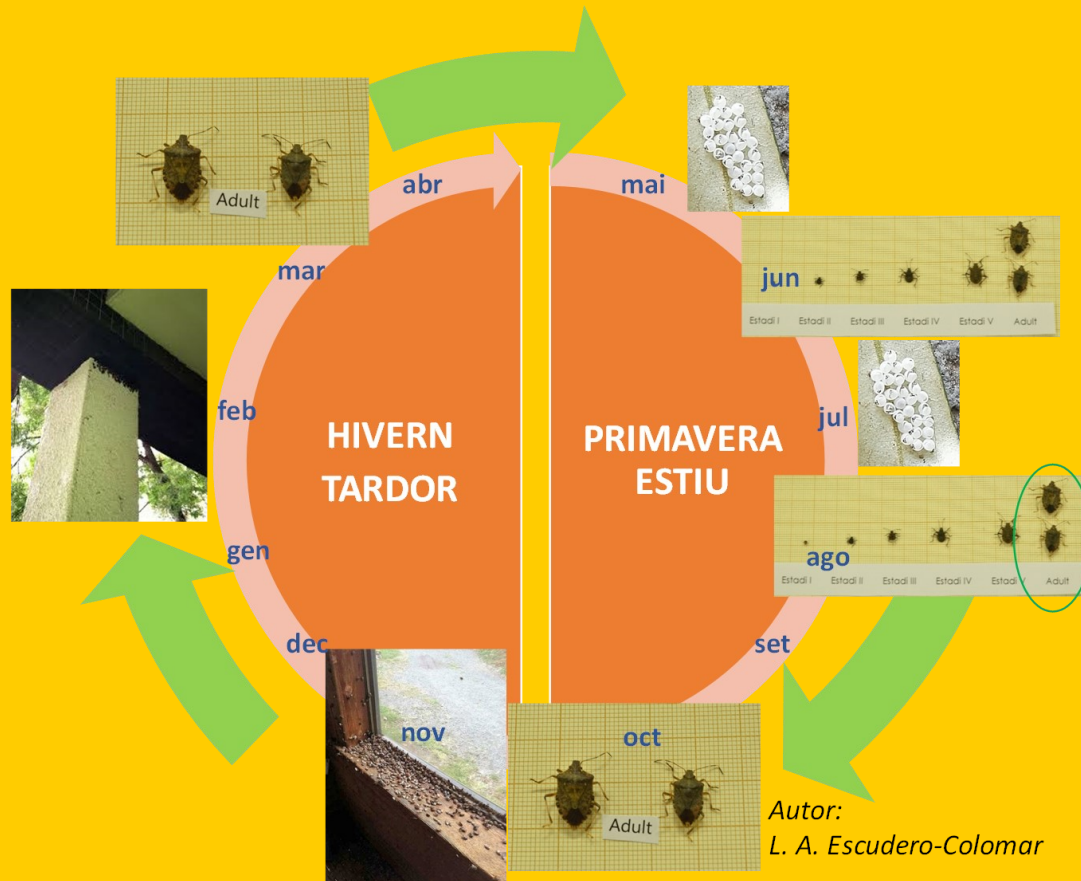 abr
mai
Adult
mar
jun
Estadi I Estadi II Estadi III Estadi IV Estadi V Adult
feb
jul
HIVERN
TARDOR
PRIMAVERA
ESTIU
gen
ago
Estadi I Estadi II Estadi III Estadi IV Estadi V Adult
dec
set
nov
oct
Adult
Autor:
L. A. Escudero-Colomar